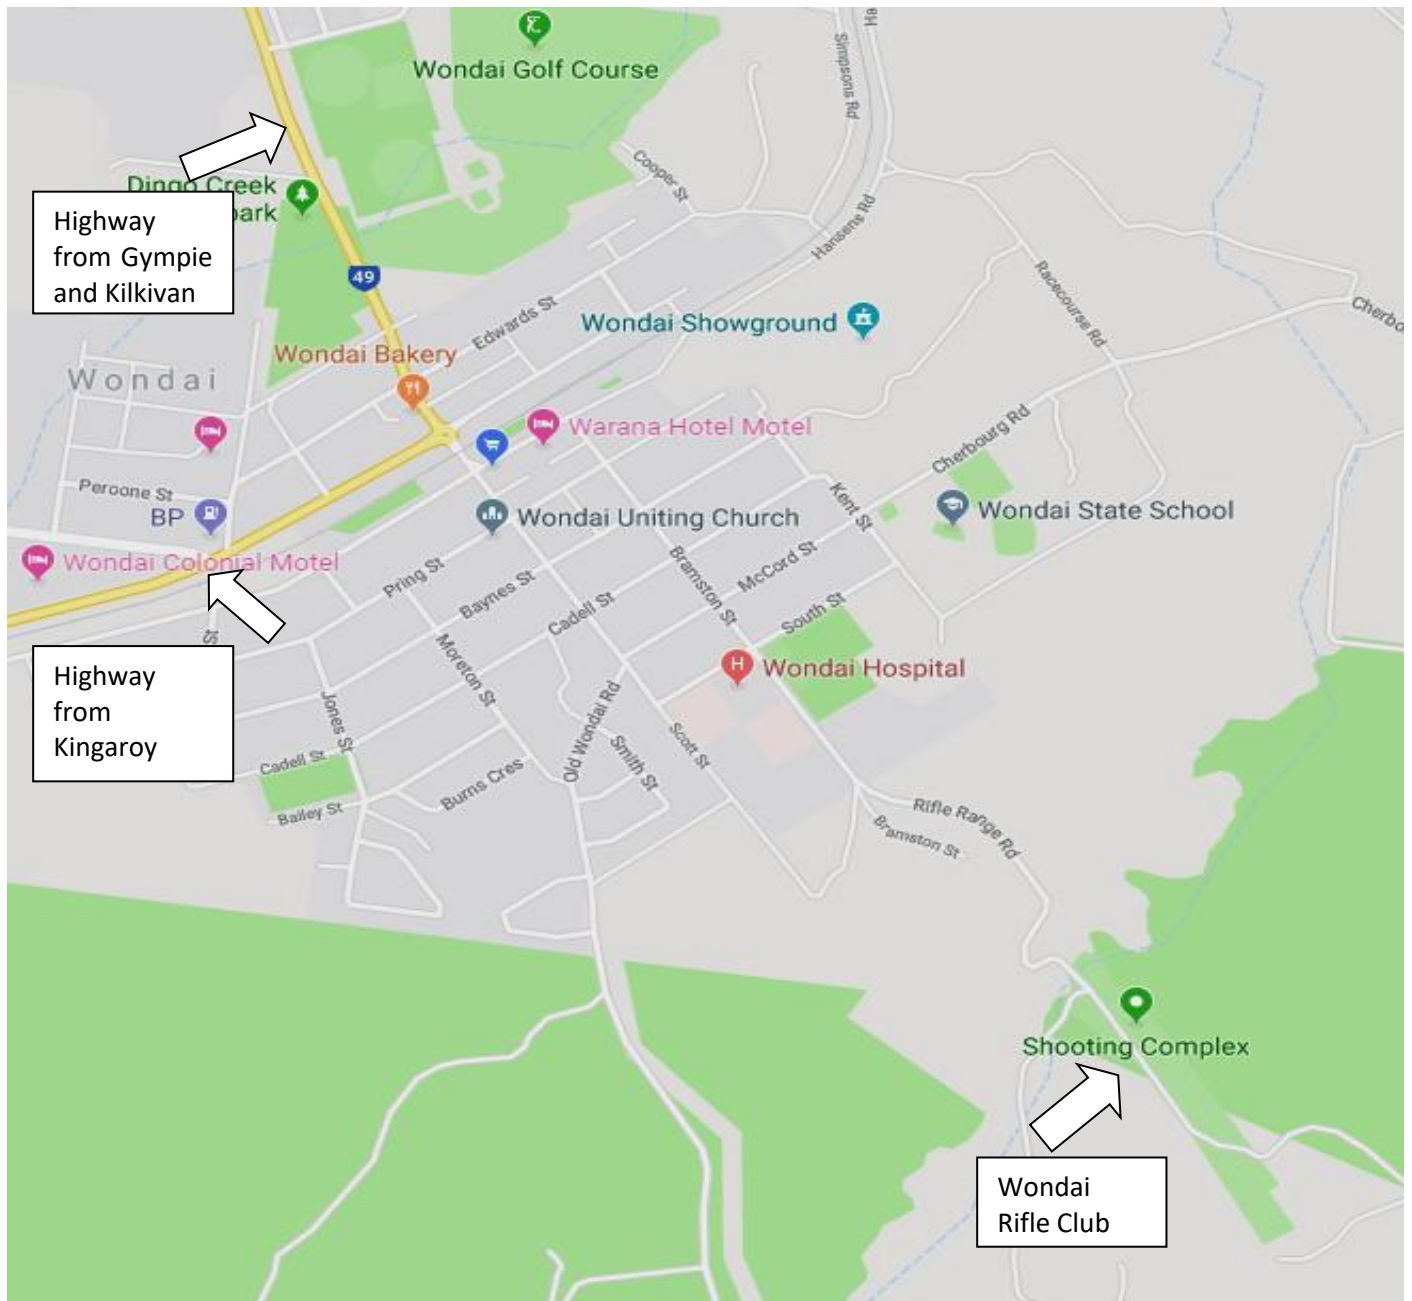 Wondai Golf Course
Simpsons Rd
Cooper St
Dingo Creek
park
Highway
from Gympie
and Kilkivan
49
Hansens Rd
Racecourse Rd
Edwards St
Wondai Showground
Wondai Bakery
Wondai
Warana Hotel Motel
Cherbourg Rd
Peroone St
BP
Wondai Uniting Church
Kent St
Wondai State School
Wondai Colonial Motel
Pring St
Baynes St
Cadell St
Bramston St
McCord St
South St
St
H
Wondai Hospital
Highway
from
Kingaroy
Moreton St
Jones St
Old Wondai Rd
Smith St
Scott St
Cadell St
Burns Cres
Bailey St
Rifle Range Rd
Bramston St
Shooting Complex
Wondai
Rifle Club